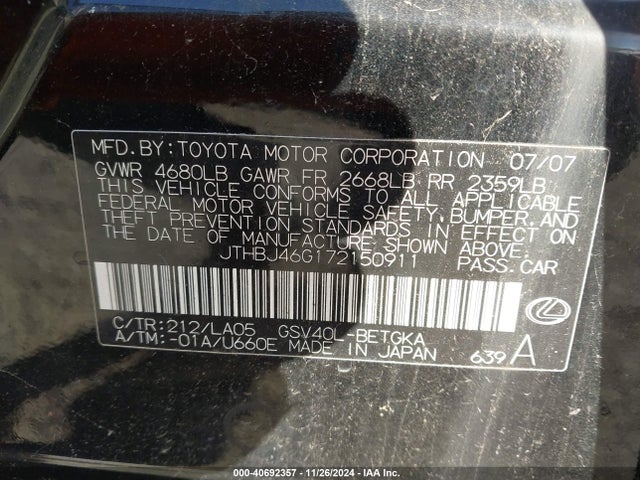 MFD. BY: TOYOTA MOTOR CORPORATION 07/07
GVWR 4680LB GAWR FR 2668LB RR 2359LB
THIS VEHICLE CONFORMS TO ALL APPLICABLE
FEDERAL MOTOR VEHICLE SAFETY, BUMPER, AND
THEFT PREVENTION STANDARDS IN EFFECT ON
THE DATE OF MANUFACTURE SHOWN ABOVE.
JTHBJ46G172150911 PASS. CAR
C/TR: 212/LA05 GSV40L-BETGKA
A/TM: -01A/U660E MADE IN JAPAN 639 A
000-40692357 - 11/26/2024 - IAA Inc.